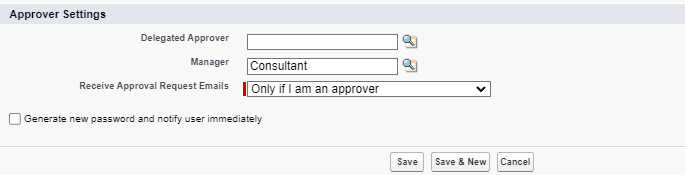 Approver Settings
Delegated Approver
Manager Consultant
Receive Approval Request Emails Only if I am an approver
Generate new password and notify user immediately
Save Save & New Cancel